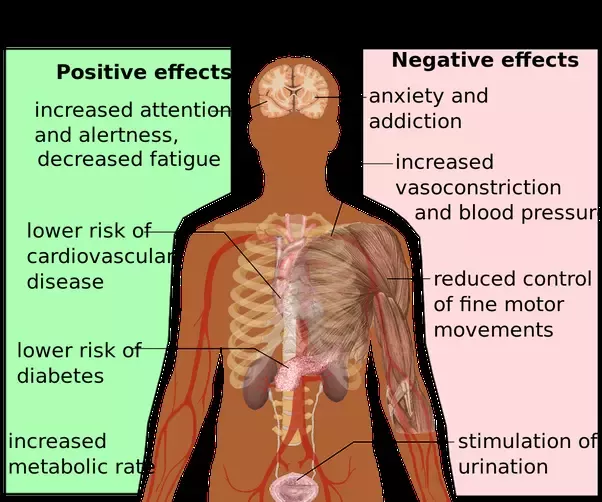 Positive effects
increased attention
and alertness,
decreased fatigue
lower risk of
cardiovascular
disease
lower risk of
diabetes
increased
metabolic rate
Negative effects
anxiety and
addiction
increased
vasoconstriction
and blood pressur
reduced control
of fine motor
movements
stimulation of
urination